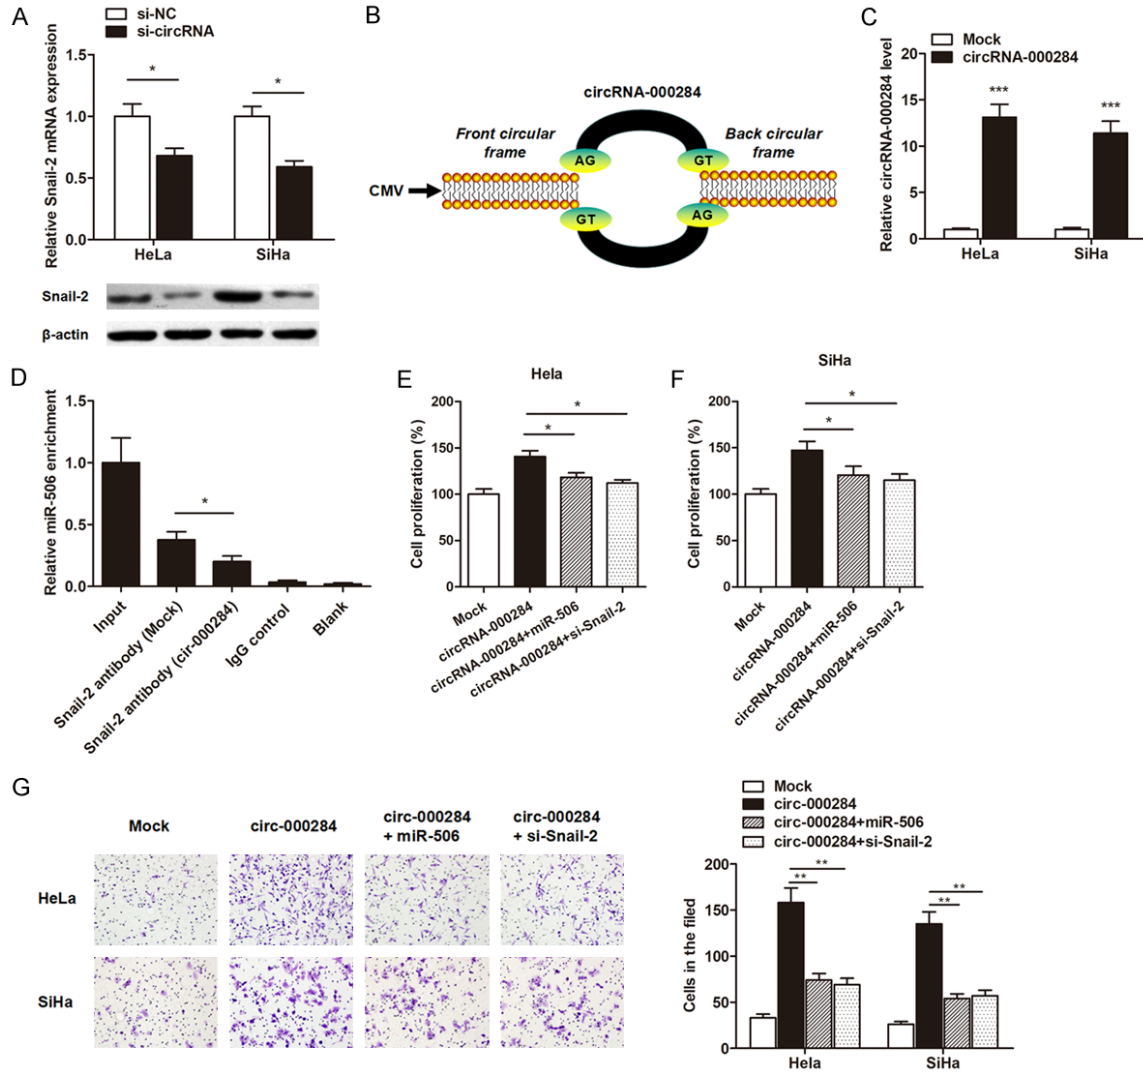 A
si-NC
si-circRNA
Relative Snail-2 mRNA expression
1.5
1.0
0.5
0.0
*
*
HeLa
SiHa
Snail-2
β-actin
B
circRNA-000284
Front circular
frame
Back circular
frame
AG
GT
CMV
GT
AG
C
Mock
circRNA-000284
Relative circRNA-000284 level
20
15
10
5
0
***
***
HeLa
SiHa
D
Relative miR-506 enrichment
1.5
1.0
0.5
0.0
*
Input
Snail-2 antibody (Mock)
Snail-2 antibody (cir-000284)
IgG control
Blank
E
Hela
Cell proliferation (%)
200
150
100
50
0
*
*
Mock
circRNA-000284
circRNA-000284+miR-506
circRNA-000284+si-Snail-2
F
SiHa
Cell proliferation (%)
200
150
100
50
0
*
*
Mock
circRNA-000284
circRNA-000284+miR-506
circRNA-000284+si-Snail-2
G
Mock
circ-000284
circ-000284
+ miR-506
circ-000284
+ si-Snail-2
HeLa
SiHa
Mock
circ-000284
circ-000284+miR-506
circ-000284+si-Snail-2
Cells in the filed
200
150
100
50
0
**
**
**
**
Hela
SiHa